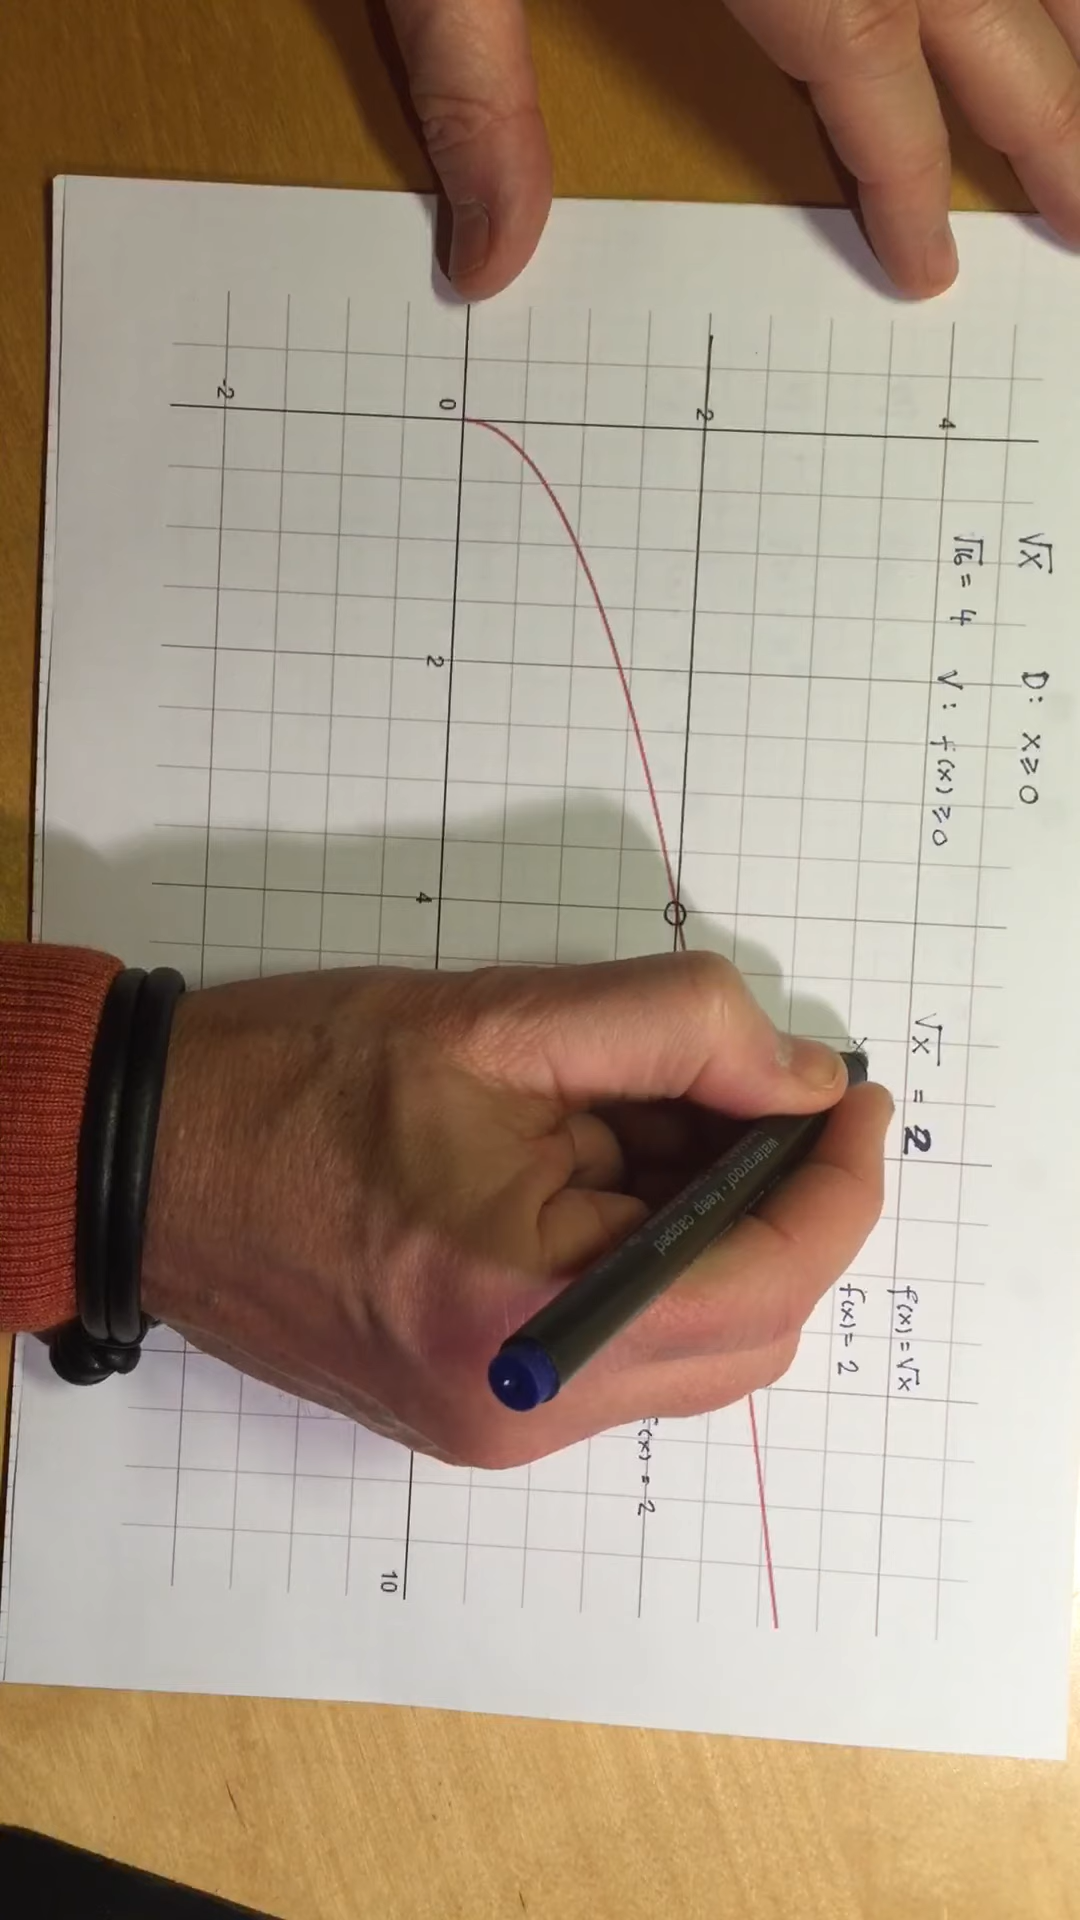 √x D: x ≥ 0
√16 = 4 V: f(x) ≥ 0
√x = 2
x
f(x) = √x
f(x) = 2
f(x) = 2
4
2
0
-2
2
4
10
waterproof · keep capped